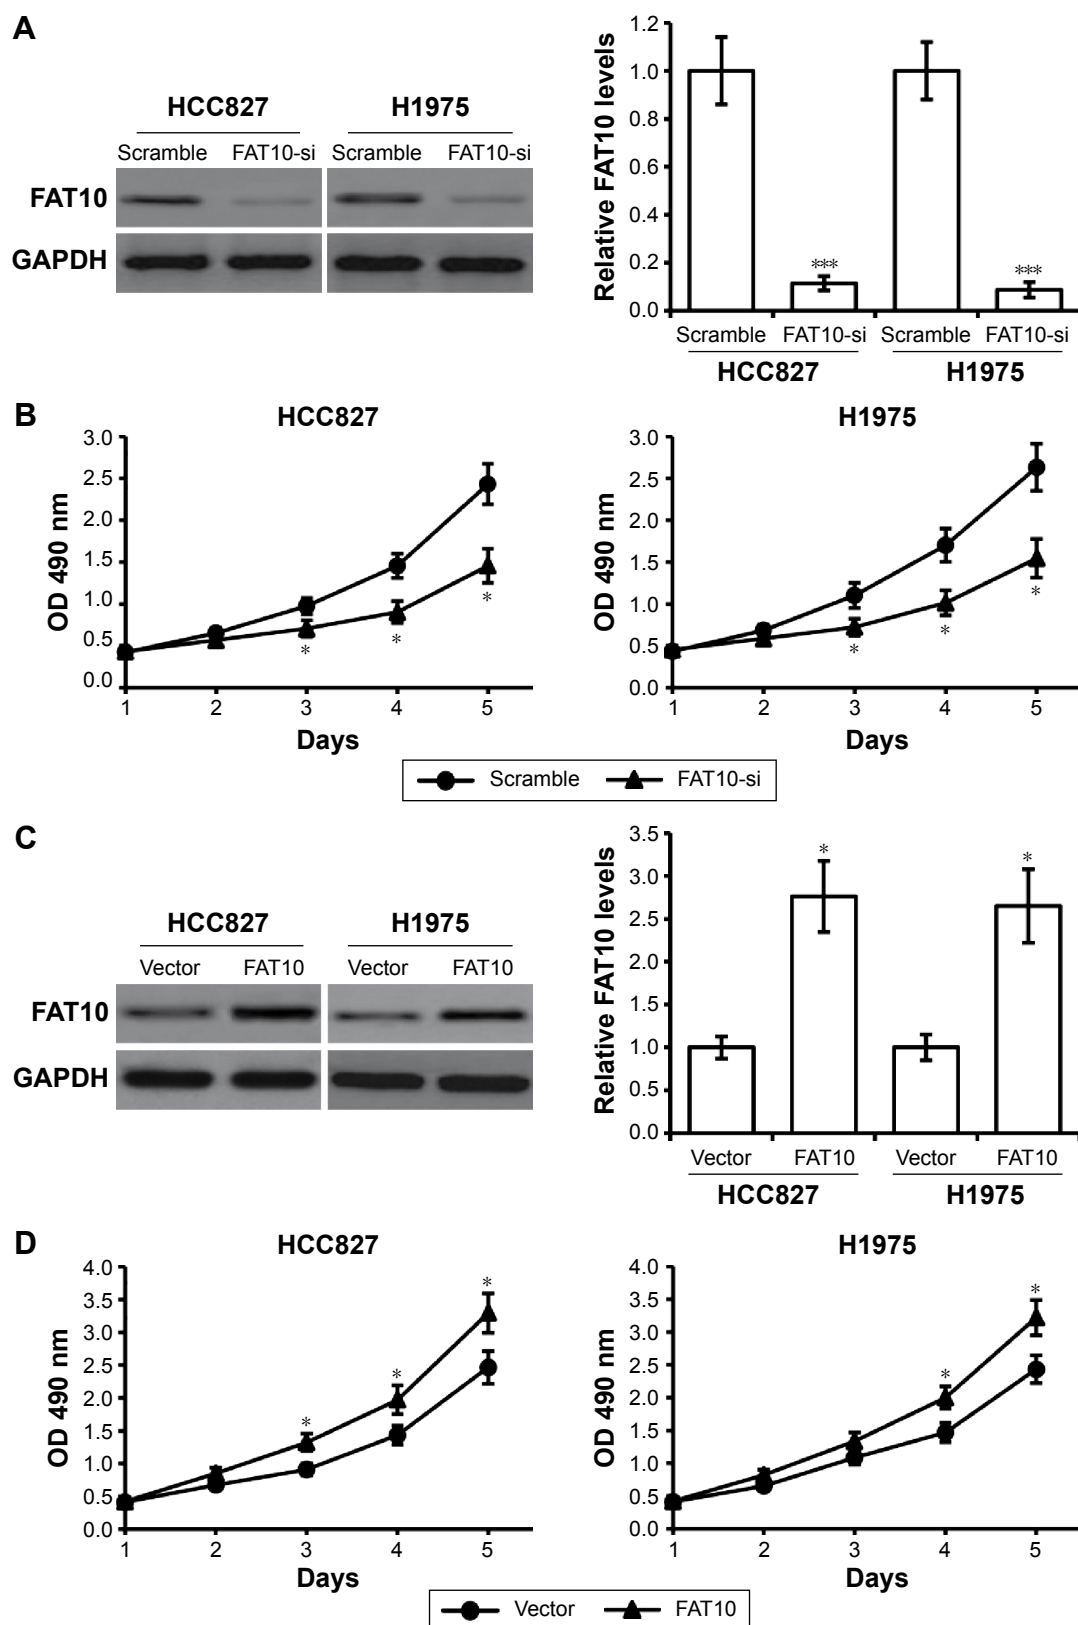 A
HCC827 H1975
Scramble FAT10-si Scramble FAT10-si
FAT10
GAPDH
Relative FAT10 levels
1.2
1.0
0.8
0.6
0.4
0.2
0.0
*** ***
Scramble FAT10-si Scramble FAT10-si
HCC827 H1975
B
HCC827
OD 490 nm
3.0
2.5
2.0
1.5
1.0
0.5
0.0
* * *
1 2 3 4 5
Days
H1975
OD 490 nm
3.0
2.5
2.0
1.5
1.0
0.5
0.0
* * *
1 2 3 4 5
Days
Scramble FAT10-si
C
HCC827 H1975
Vector FAT10 Vector FAT10
FAT10
GAPDH
Relative FAT10 levels
3.5
3.0
2.5
2.0
1.5
1.0
0.5
0.0
* *
Vector FAT10 Vector FAT10
HCC827 H1975
D
HCC827
OD 490 nm
4.0
3.5
3.0
2.5
2.0
1.5
1.0
0.5
0.0
* * *
1 2 3 4 5
Days
H1975
OD 490 nm
4.0
3.5
3.0
2.5
2.0
1.5
1.0
0.5
0.0
* *
1 2 3 4 5
Days
Vector FAT10